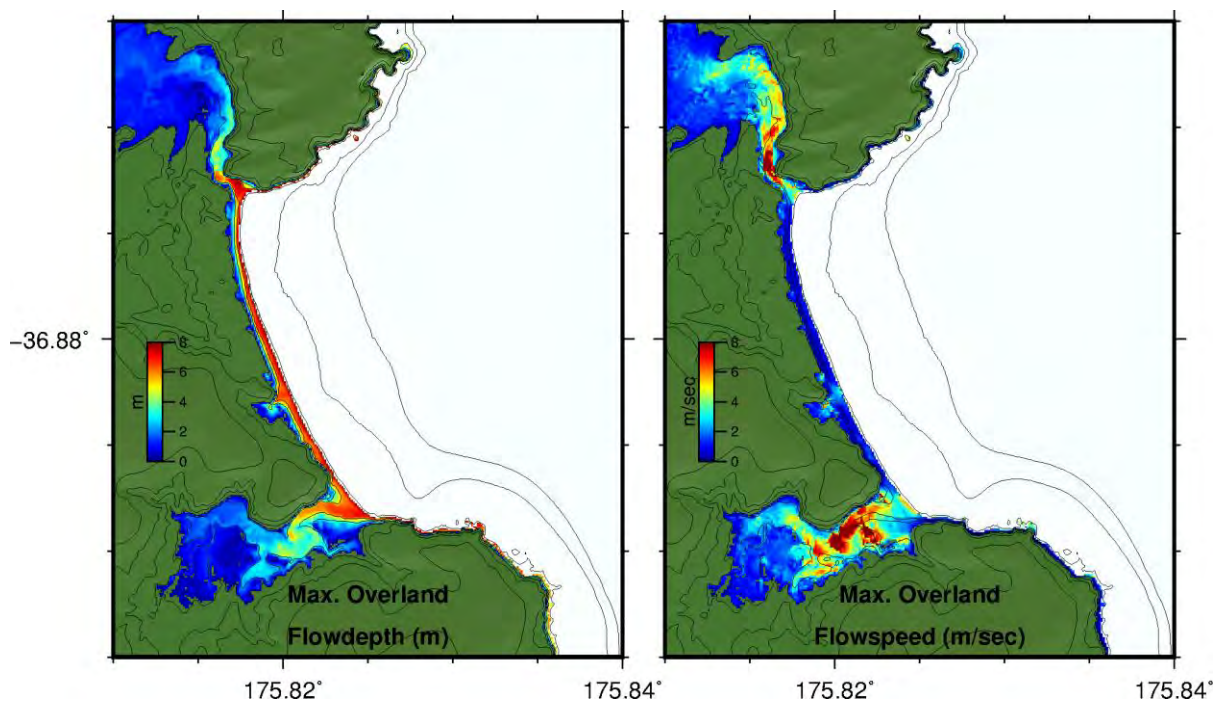 −36.88˚
8
6
4
2
0
m
Max. Overland
Flowdepth (m)
175.82˚
175.84˚
8
6
4
2
0
m/sec
Max. Overland
Flowspeed (m/sec)
175.82˚
175.84˚